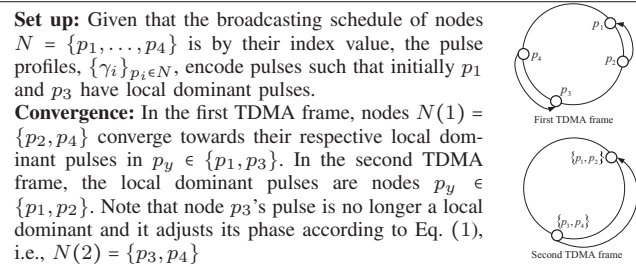 Set up: Given that the broadcasting schedule of nodes
N = {p₁, . . . , p₄} is by their index value, the pulse
profiles, {γᵢ}ₚᵢ∈N, encode pulses such that initially p₁
and p₃ have local dominant pulses.
Convergence: In the first TDMA frame, nodes N(1) =
{p₂, p₄} converge towards their respective local dom-
inant pulses in p_y ∈ {p₁, p₃}. In the second TDMA
frame, the local dominant pulses are nodes p_y ∈
{p₁, p₂}. Note that node p₃'s pulse is no longer a local
dominant and it adjusts its phase according to Eq. (1),
i.e., N(2) = {p₃, p₄}
p₁
p₄
p₂
p₃
First TDMA frame
{p₁, p₂}
{p₃, p₄}
Second TDMA frame